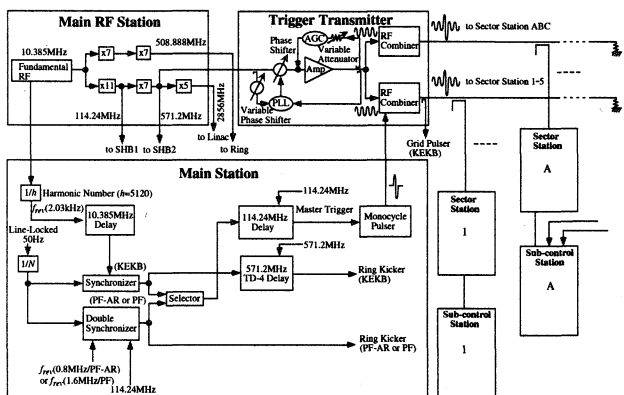 Main RF Station
10.385MHz
Fundamental RF
x7
x7
508.888MHz
x11
x7
x5
114.24MHz
571.2MHz
2856MHz
to Linac
to SHB1
to SHB2
to Ring
Trigger Transmitter
Phase
Shifter
AGC
Variable
Attenuator
Amp
PLL
Variable
Phase Shifter
RF
Combiner
RF
Combiner
to Sector Station ABC
to Sector Station 1-5
Grid Pulser
(KEKB)
Main Station
1/h
Harmonic Number (h=5120)
frev(2.03kHz)
Line-Locked
50Hz
1/N
10.385MHz
Delay
(KEKB)
Synchronizer
(PF-AR or PF)
Double
Synchronizer
Selector
114.24MHz
114.24MHz
Delay
Master Trigger
Monocycle
Pulser
571.2MHz
571.2MHz
TD-4 Delay
Ring Kicker
(KEKB)
Ring Kicker
(PF-AR or PF)
frev(0.8MHz/PF-AR)
or frev(1.6MHz/PF)
114.24MHz
Sector
Station
1
Sub-control
Station
1
Sector
Station
A
Sub-control
Station
A